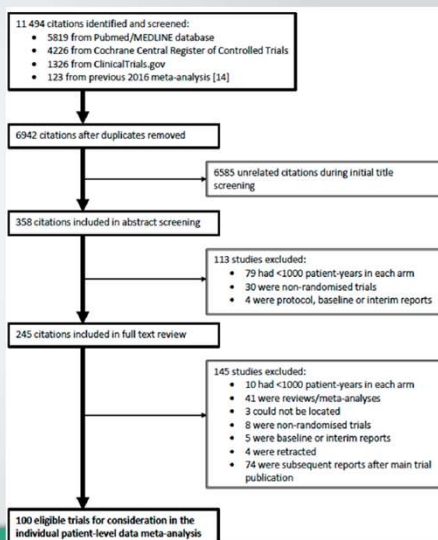 11 494 citations identified and screened:
• 5819 from Pubmed/MEDLINE database
• 4226 from Cochrane Central Register of Controlled Trials
• 1326 from ClinicalTrials.gov
• 123 from previous 2016 meta-analysis [14]
6942 citations after duplicates removed
6585 unrelated citations during initial title
screening
358 citations included in abstract screening
113 studies excluded:
• 79 had <1000 patient-years in each arm
• 30 were non-randomised trials
• 4 were protocol, baseline or interim reports
245 citations included in full text review
145 studies excluded:
• 10 had <1000 patient-years in each arm
• 41 were reviews/meta-analyses
• 3 could not be located
• 8 were non-randomised trials
• 5 were baseline or interim reports
• 4 were retracted
• 74 were subsequent reports after main trial
publication
100 eligible trials for consideration in the
individual patient-level data meta-analysis